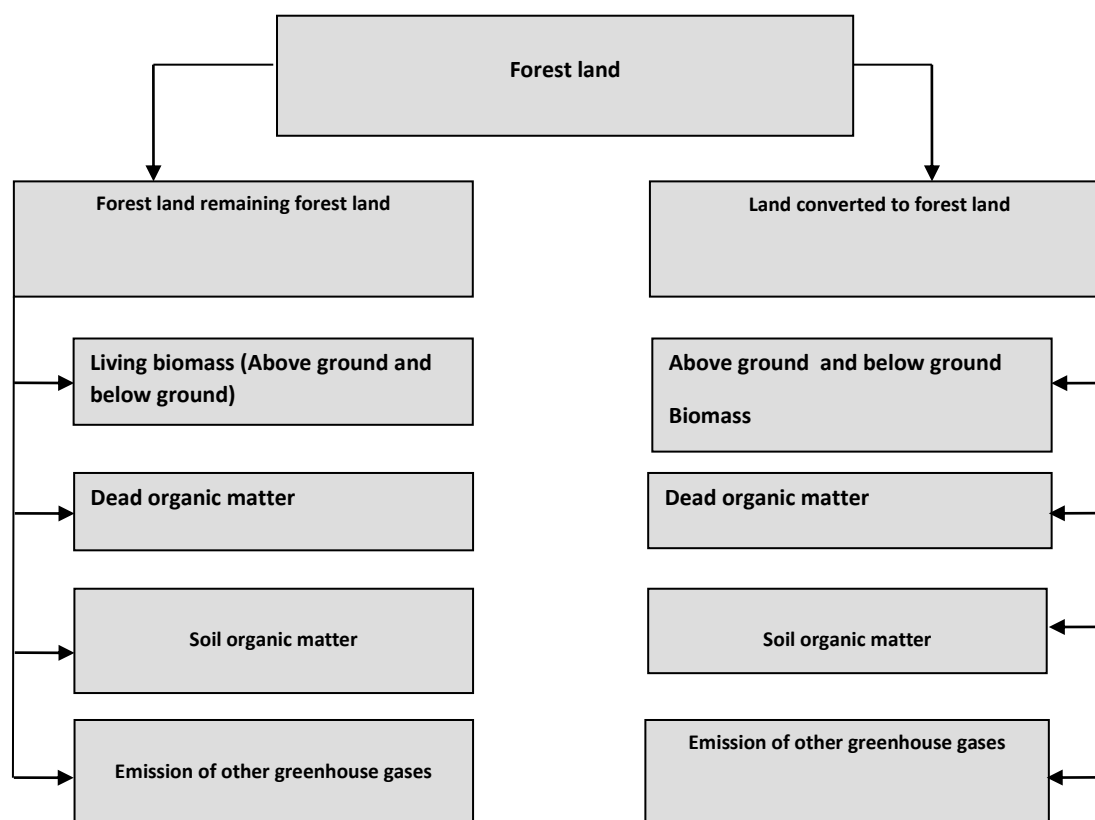 Forest land
Forest land remaining forest land
Land converted to forest land
Living biomass (Above ground and
below ground)
Above ground and below ground
Biomass
Dead organic matter
Dead organic matter
Soil organic matter
Soil organic matter
Emission of other greenhouse gases
Emission of other greenhouse gases